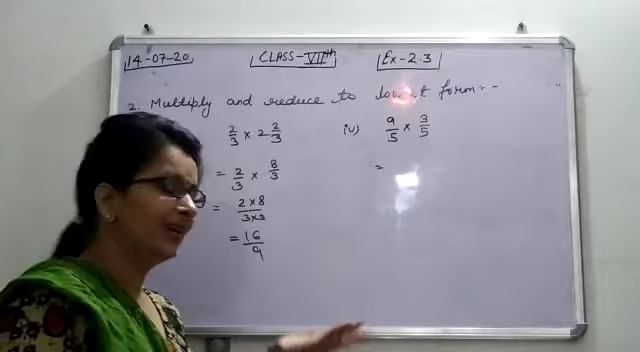 14-07-20 CLASS-VIIth Ex-2.3
2. Multiply and reduce to lowest form:-
2/3 × 2 2/3 iv) 9/5 × 3/5
= 2/3 × 8/3 =
= 2×8/3×3
= 16/9